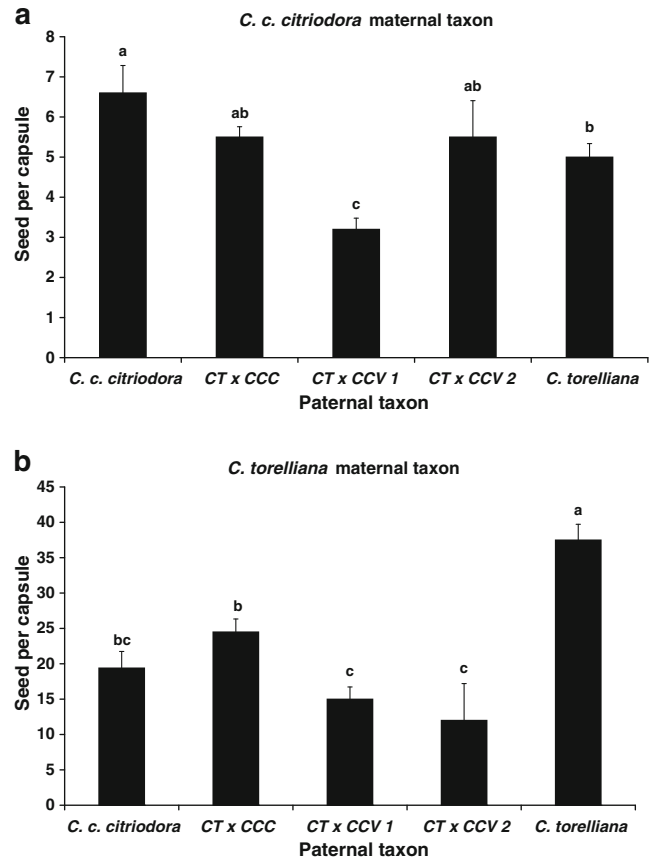 a
C. c. citriodora maternal taxon
Seed per capsule
8
7
6
5
4
3
2
1
0
a
ab
c
ab
b
C. c. citriodora CT x CCC CT x CCV 1 CT x CCV 2 C. torelliana
Paternal taxon
b
C. torelliana maternal taxon
Seed per capsule
45
40
35
30
25
20
15
10
5
0
bc
b
c
c
a
C. c. citriodora CT x CCC CT x CCV 1 CT x CCV 2 C. torelliana
Paternal taxon